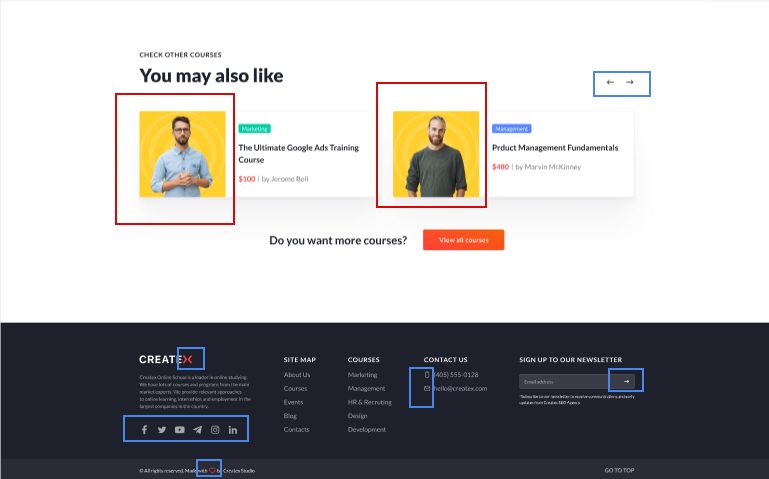 CHECK OTHER COURSES
You may also like
Marketing
The Ultimate Google Ads Training
Course
$100 | by Jerome Bell
Management
Prduct Management Fundamentals
$480 | by Marvin McKinney
Do you want more courses?
View all courses
CREATEX
Createx Online School is a leader in online studying.
We have lots of courses and programs from the main
market experts. We provide relevant approaches
to online learning, internships and employment in the
largest companies in the country.
SITE MAP
About Us
Courses
Events
Blog
Contacts
COURSES
Marketing
Management
HR & Recruting
Design
Development
CONTACT US
(405) 555-0128
hello@createx.com
SIGN UP TO OUR NEWSLETTER
Email address
*Subscribe to our newsletter to receive communications and early
updates from Createx SEO Agency.
© All rights reserved. Made with by Createx Studio
GO TO TOP